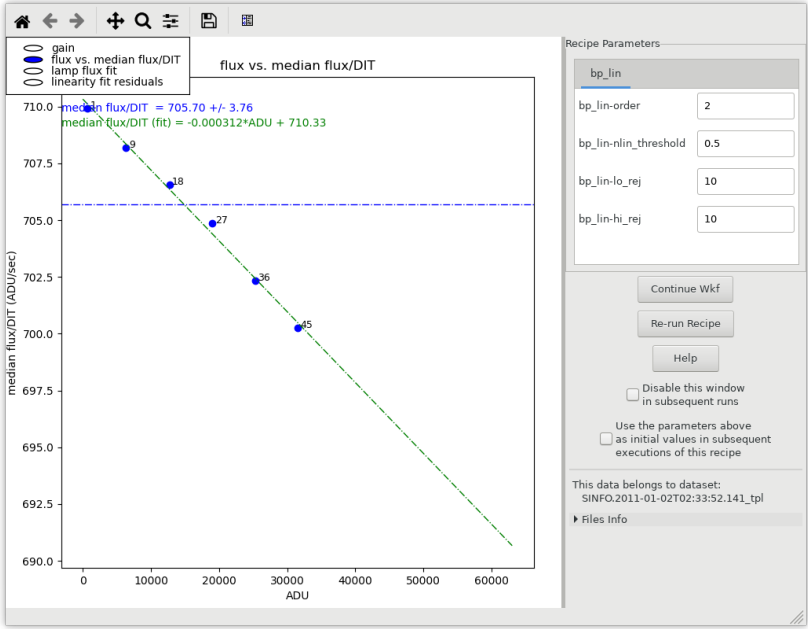 gain
flux vs. median flux/DIT
lamp flux fit
linearity fit residuals
flux vs. median flux/DIT
median flux/DIT  = 705.70 +/- 3.76
median flux/DIT (fit) = -0.000312*ADU + 710.33
1
9
18
27
36
45
710.0
707.5
705.0
702.5
700.0
697.5
695.0
692.5
690.0
median flux/DIT (ADU/sec)
0
10000
20000
30000
40000
50000
60000
ADU
Recipe Parameters
bp_lin
bp_lin-order
2
bp_lin-nlin_threshold
0.5
bp_lin-lo_rej
10
bp_lin-hi_rej
10
Continue Wkf
Re-run Recipe
Help
Disable this window
in subsequent runs
Use the parameters above
as initial values in subsequent
executions of this recipe
This data belongs to dataset:
SINFO.2011-01-02T02:33:52.141_tpl
Files Info